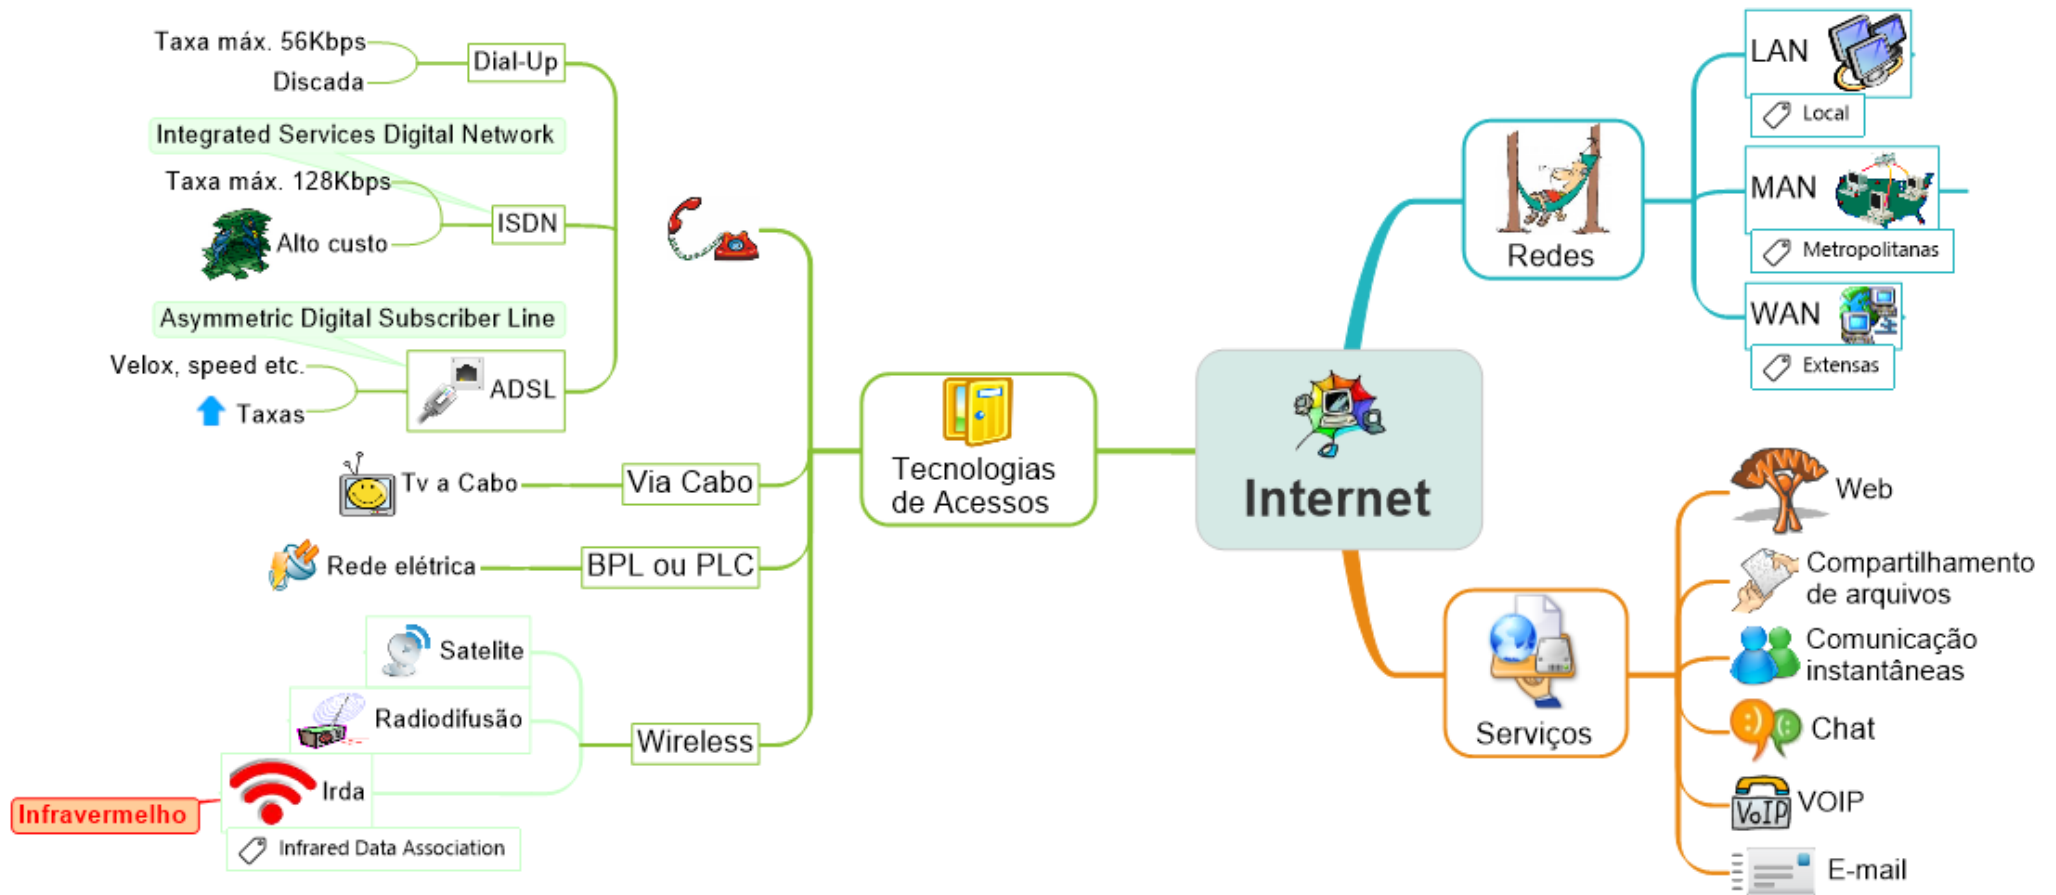 Internet
Redes
LAN
Local
MAN
Metropolitanas
WAN
Extensas
Serviços
WWW
Web
Compartilhamento
de arquivos
Comunicação
instantâneas
Chat
VoIP
VOIP
E-mail
Tecnologias
de Acessos
Dial-Up
Taxa máx. 56Kbps
Discada
Integrated Services Digital Network
ISDN
Taxa máx. 128Kbps
Alto custo
Asymmetric Digital Subscriber Line
ADSL
Velox, speed etc.
Taxas
Via Cabo
Tv a Cabo
BPL ou PLC
Rede elétrica
Wireless
Satelite
Radiodifusão
Irda
Infrared Data Association
Infravermelho